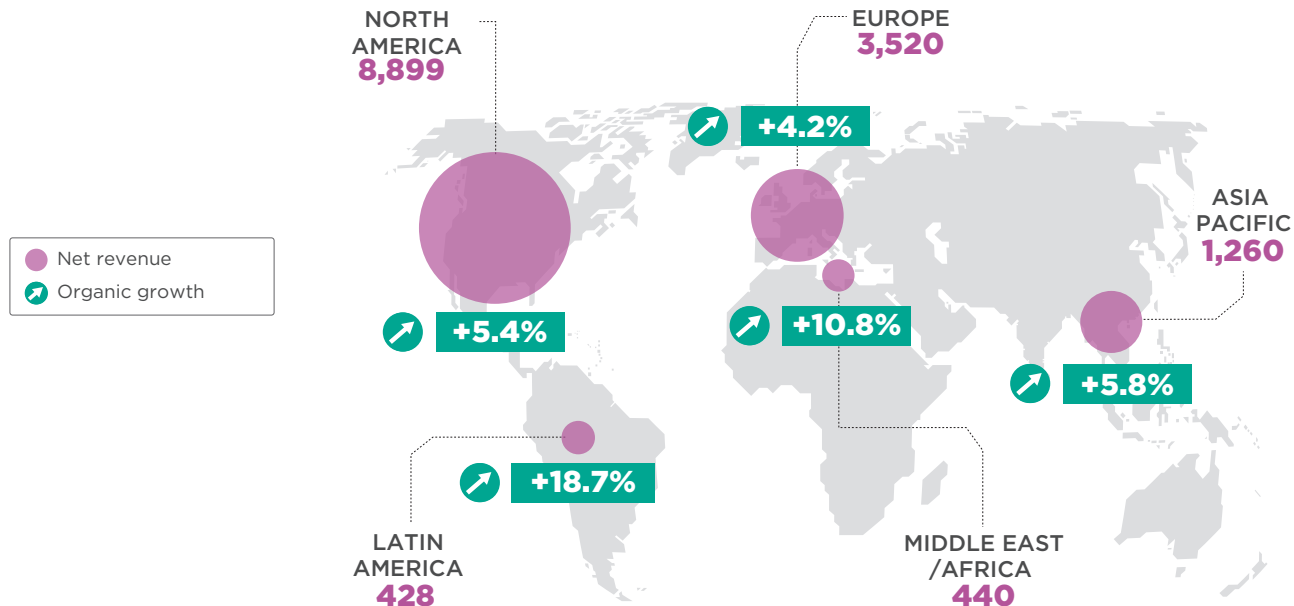 NORTH
AMERICA
8,899
EUROPE
3,520
+4.2%
ASIA
PACIFIC
1,260
Net revenue
Organic growth
+5.4%
+10.8%
+5.8%
+18.7%
LATIN
AMERICA
428
MIDDLE EAST
/AFRICA
440